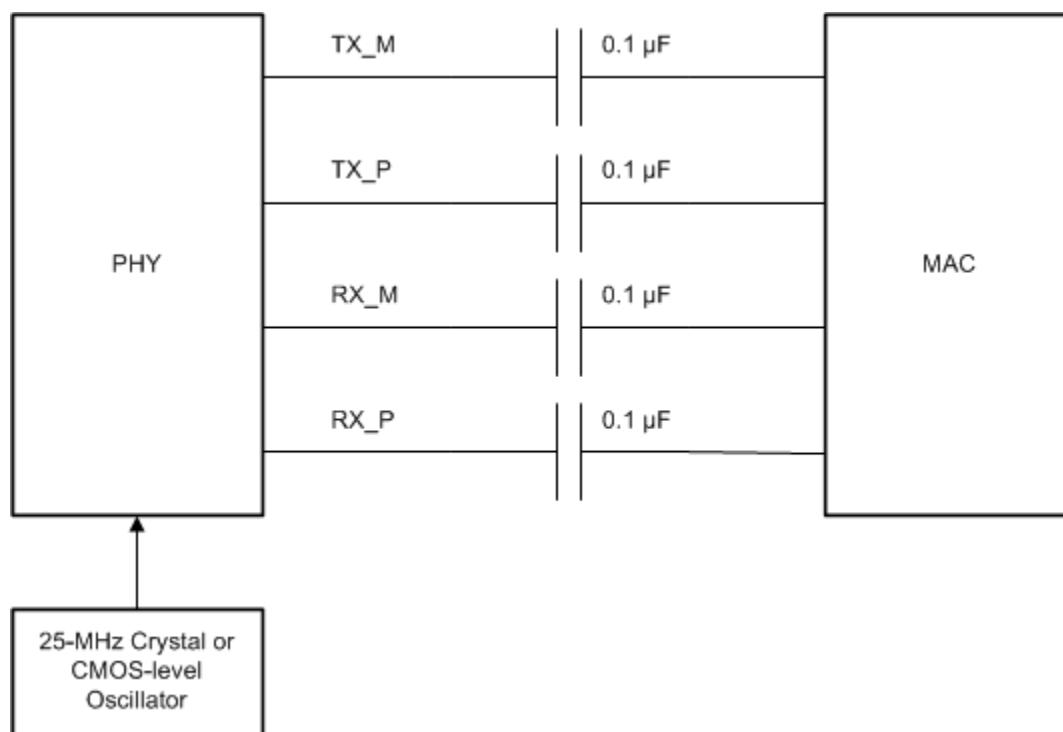 TX_M
0.1 µF
TX_P
0.1 µF
PHY
MAC
RX_M
0.1 µF
RX_P
0.1 µF
25-MHz Crystal or
CMOS-level
Oscillator